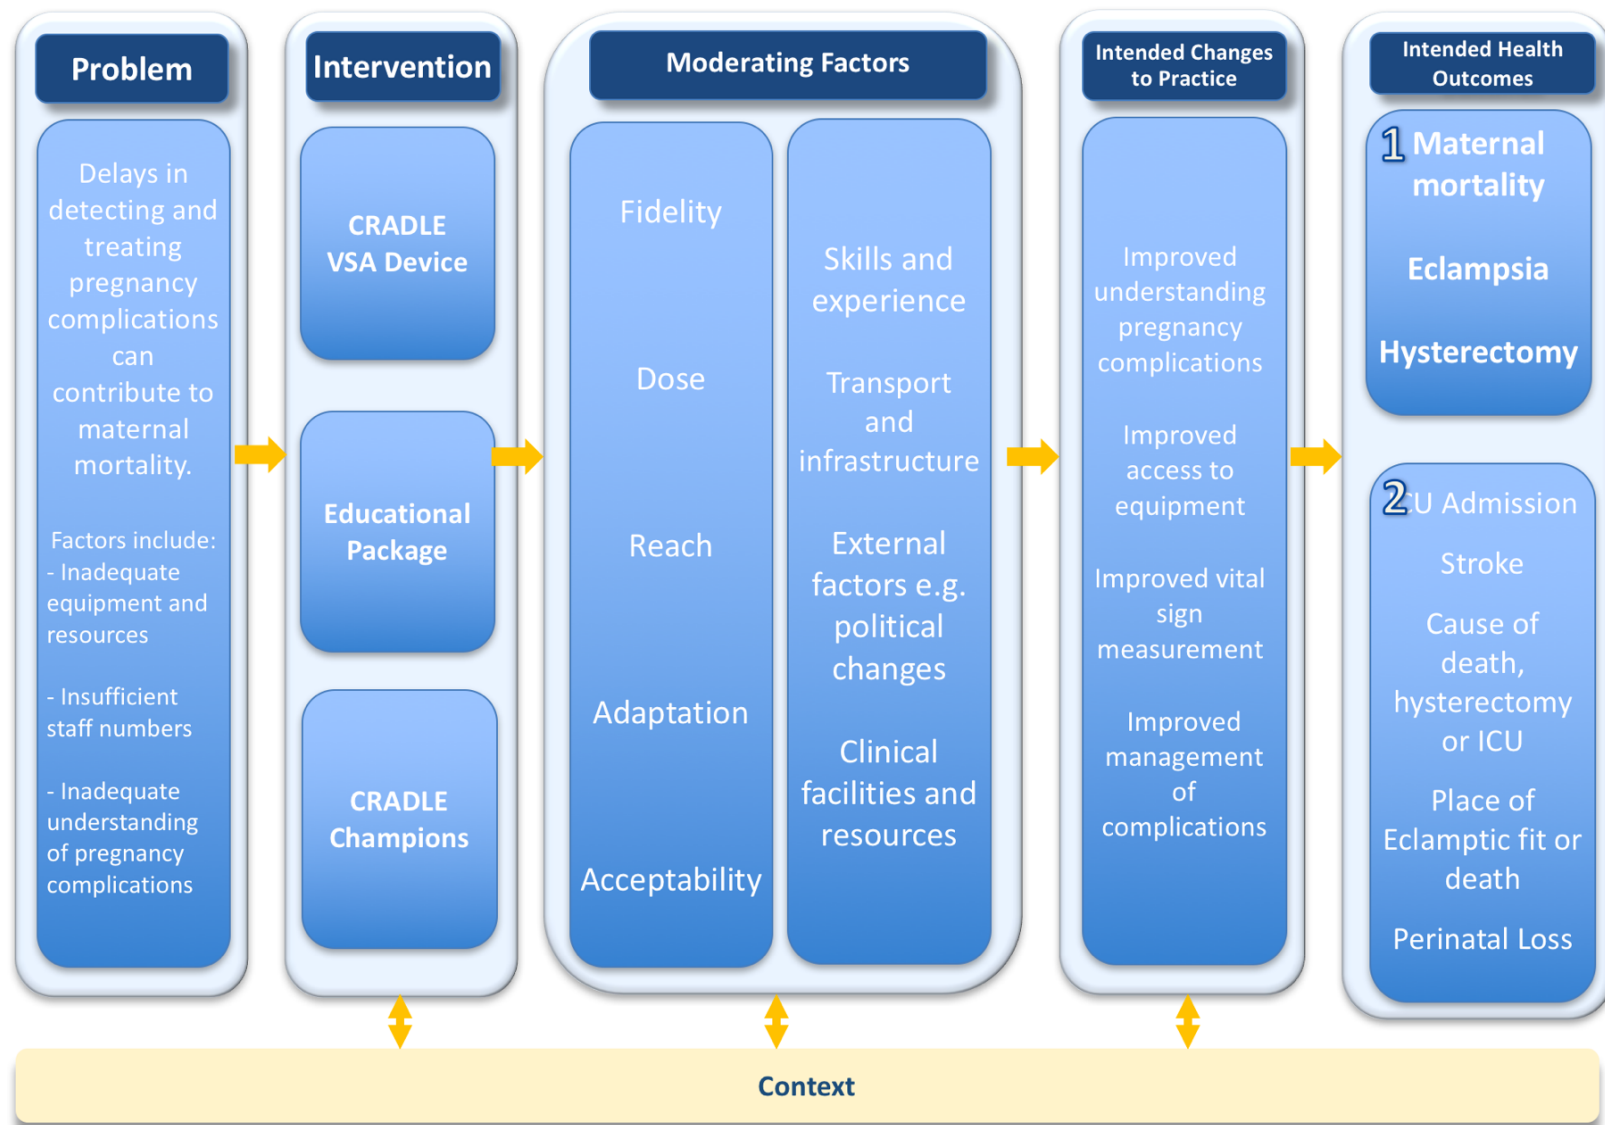 Problem
Delays in
detecting and
treating
pregnancy
complications
can
contribute to
maternal
mortality.
Factors include:
- Inadequate
equipment and
resources
- Insufficient
staff numbers
- Inadequate
understanding
of pregnancy
complications
Intervention
CRADLE
VSA Device
Educational
Package
CRADLE
Champions
Moderating Factors
Fidelity
Dose
Reach
Adaptation
Acceptability
Skills and
experience
Transport
and
infrastructure
External
factors e.g.
political
changes
Clinical
facilities and
resources
Intended Changes
to Practice
Improved
understanding
pregnancy
complications
Improved
access to
equipment
Improved vital
sign
measurement
Improved
management
of
complications
Intended Health
Outcomes
1 Maternal
mortality
Eclampsia
Hysterectomy
2 CU Admission
Stroke
Cause of
death,
hysterectomy
or ICU
Place of
Eclamptic fit or
death
Perinatal Loss
Context